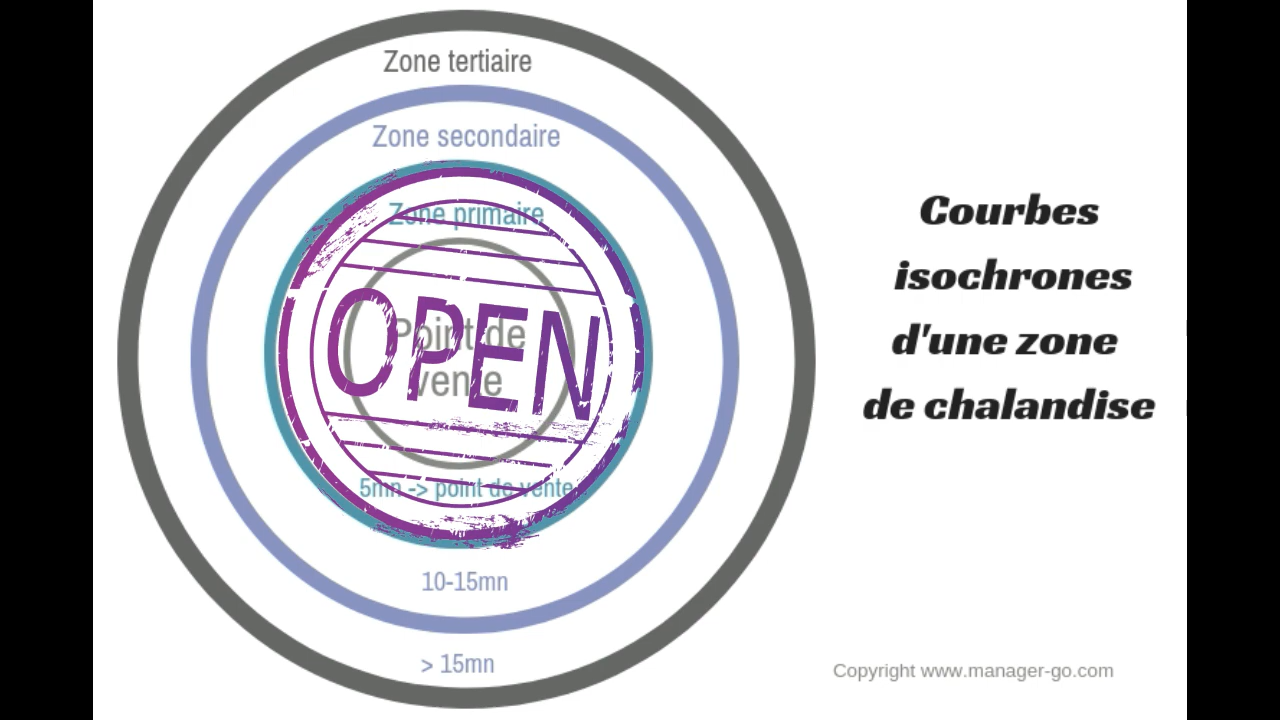 Zone tertiaire
Zone secondaire
Zone primaire
Point de
vente
OPEN
5mn -> point de vente
10-15mn
> 15mn
Courbes
isochrones
d'une zone
de chalandise
Copyright www.manager-go.com